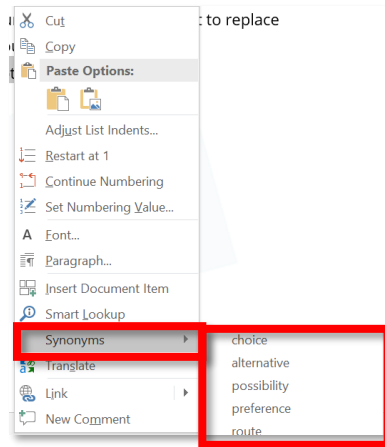 t to replace
Cut
Copy
Paste Options:
Adjust List Indents...
Restart at 1
Continue Numbering
Set Numbering Value...
Font...
Paragraph...
Insert Document Item
Smart Lookup
Synonyms
choice
Translate
alternative
Link
possibility
preference
New Comment
route